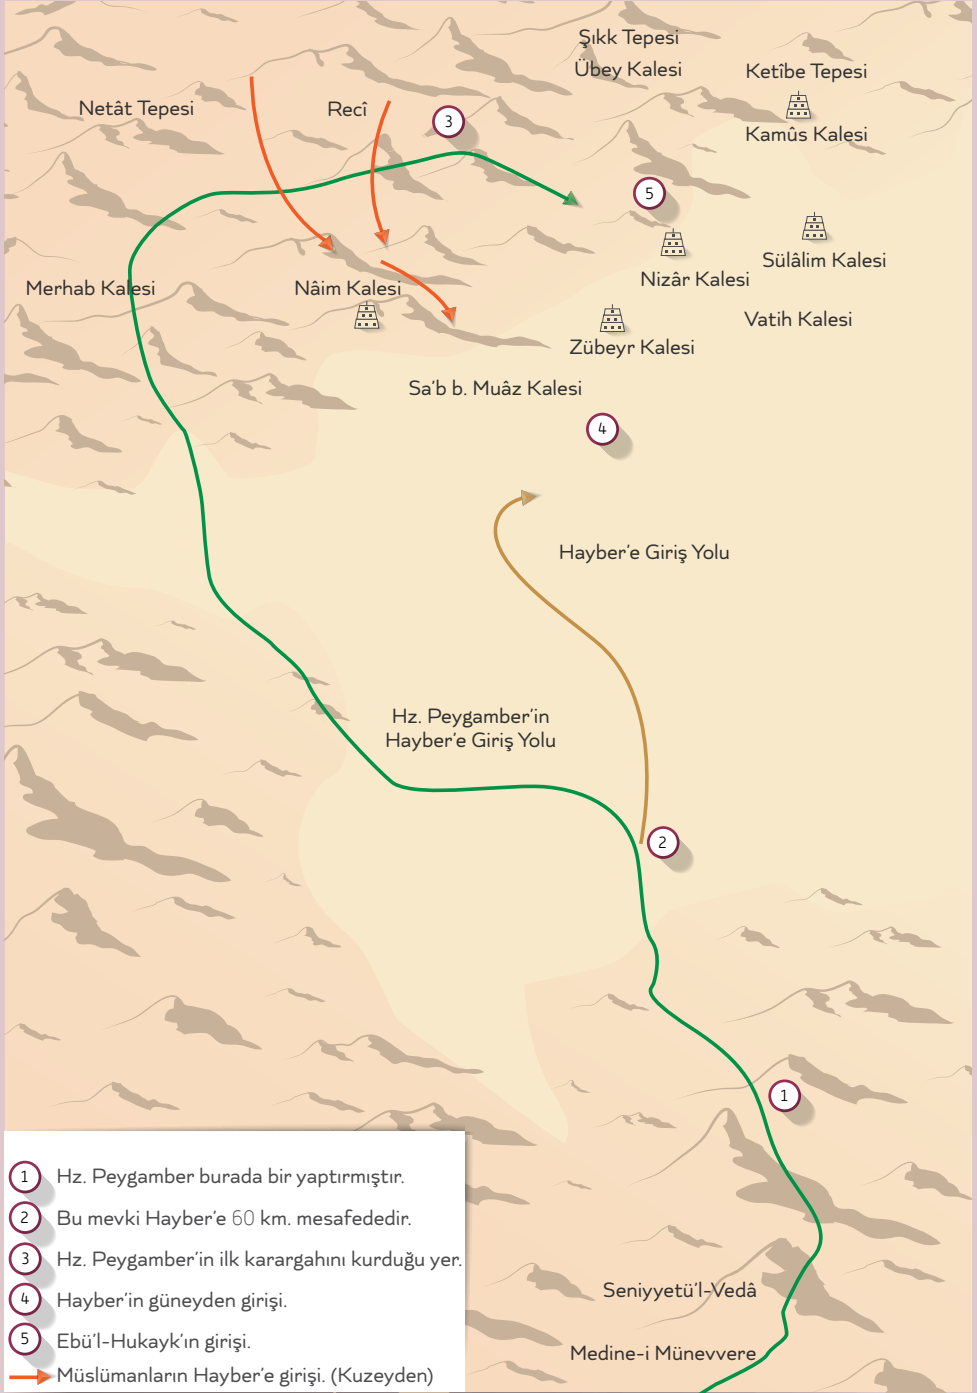 Şıkk Tepesi
Übey Kalesi
Ketîbe Tepesi
Netât Tepesi
Recî
3
Kamûs Kalesi
5
Sülâlim Kalesi
Nizâr Kalesi
Merhab Kalesi
Nâim Kalesi
Vatih Kalesi
Zübeyr Kalesi
Sa'b b. Muâz Kalesi
4
Hayber'e Giriş Yolu
Hz. Peygamber'in
Hayber'e Giriş Yolu
2
1
Seniyyetü'l-Vedâ
Medine-i Münevvere
1 Hz. Peygamber burada bir yaptırmıştır.
2 Bu mevki Hayber'e 60 km. mesafededir.
3 Hz. Peygamber'in ilk karargahını kurduğu yer.
4 Hayber'in güneyden girişi.
5 Ebü'l-Hukayk'ın girişi.
Müslümanların Hayber'e girişi. (Kuzeyden)